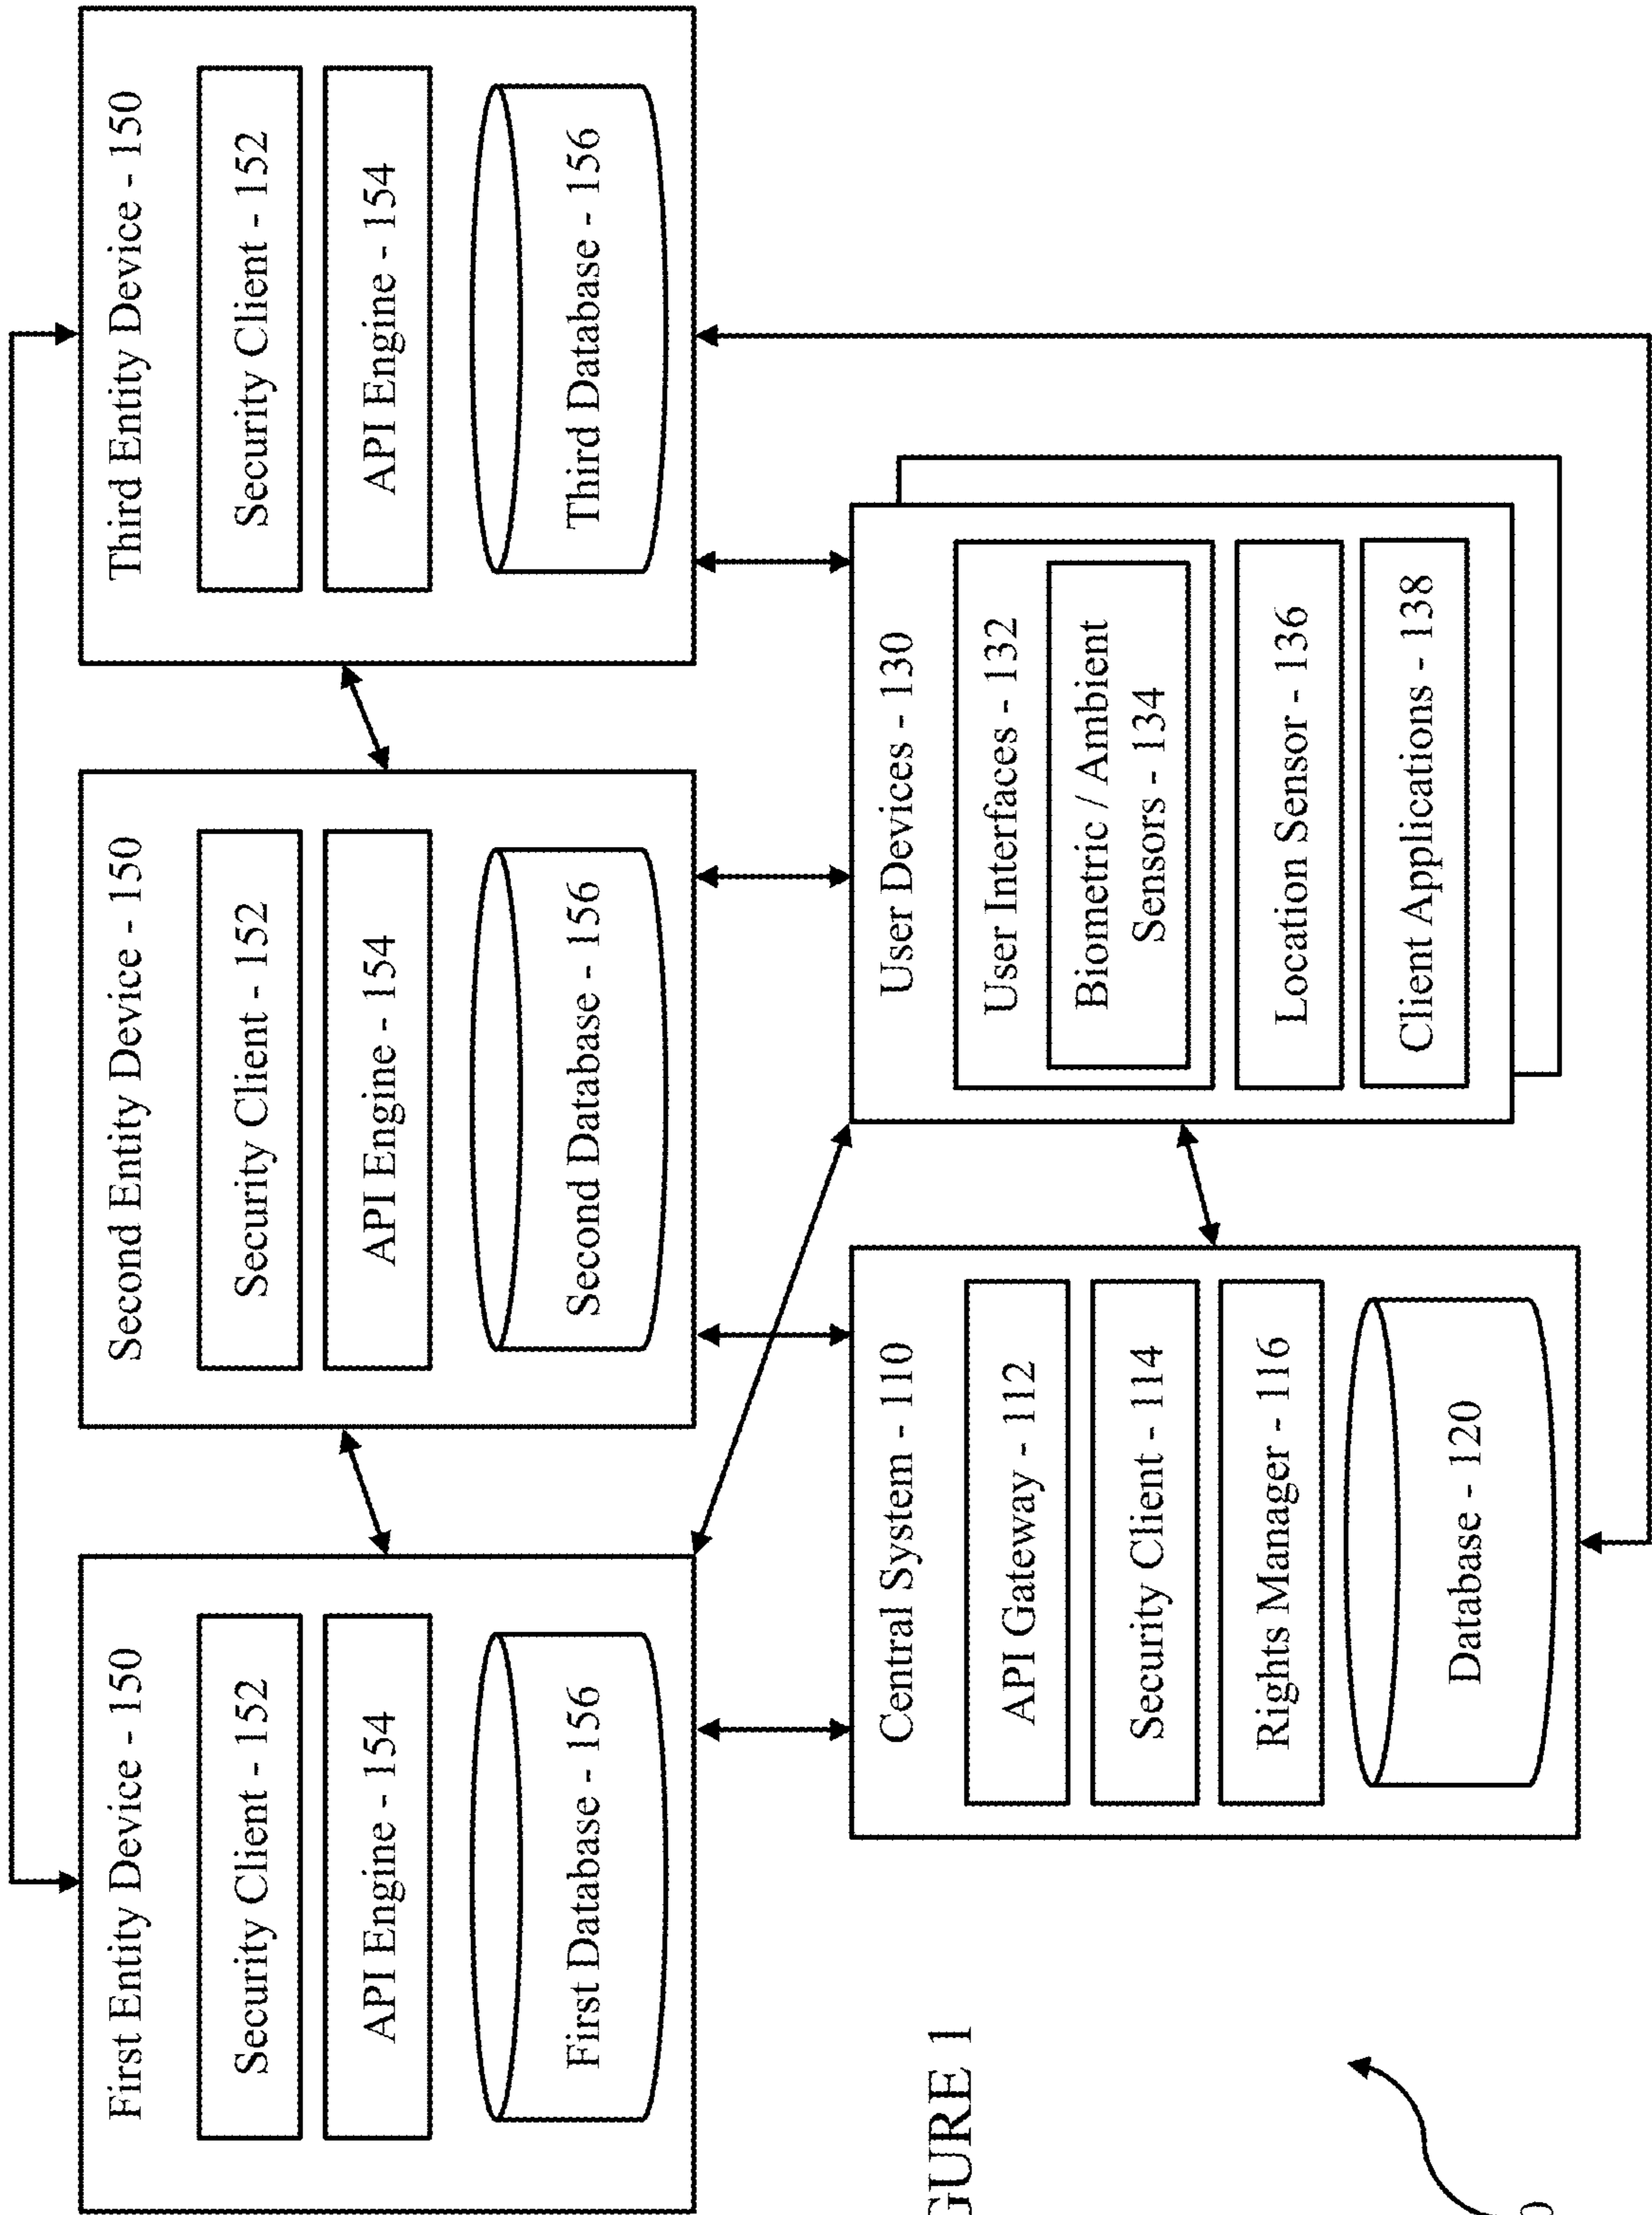 First Entity Device - 150
Security Client - 152
API Engine - 154
First Database - 156
Second Entity Device - 150
Security Client - 152
API Engine - 154
Second Database - 156
Third Entity Device - 150
Security Client - 152
API Engine - 154
Third Database - 156
Central System - 110
API Gateway - 112
Security Client - 114
Rights Manager - 116
Database - 120
User Devices - 130
User Interfaces - 132
Biometric / Ambient
Sensors - 134
Location Sensor - 136
Client Applications - 138
GURE 1
0